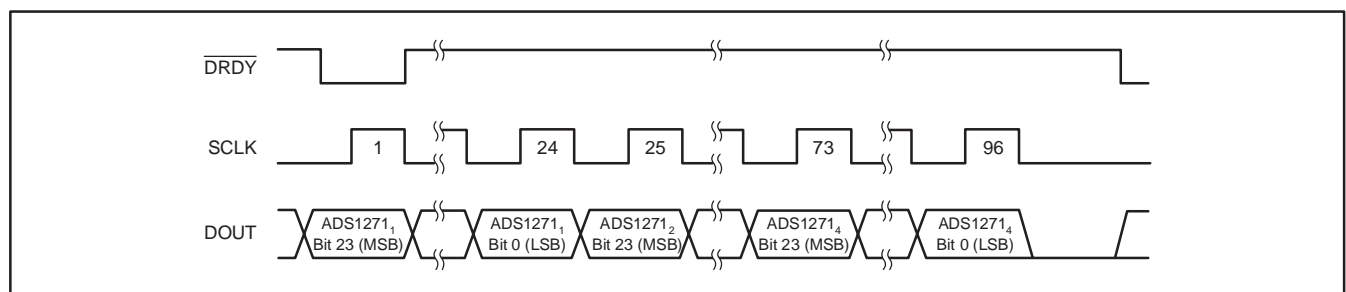 DRDY
SCLK
1
24
25
73
96
DOUT
ADS1271₁
Bit 23 (MSB)
ADS1271₁
Bit 0 (LSB)
ADS1271₂
Bit 23 (MSB)
ADS1271₄
Bit 23 (MSB)
ADS1271₄
Bit 0 (LSB)